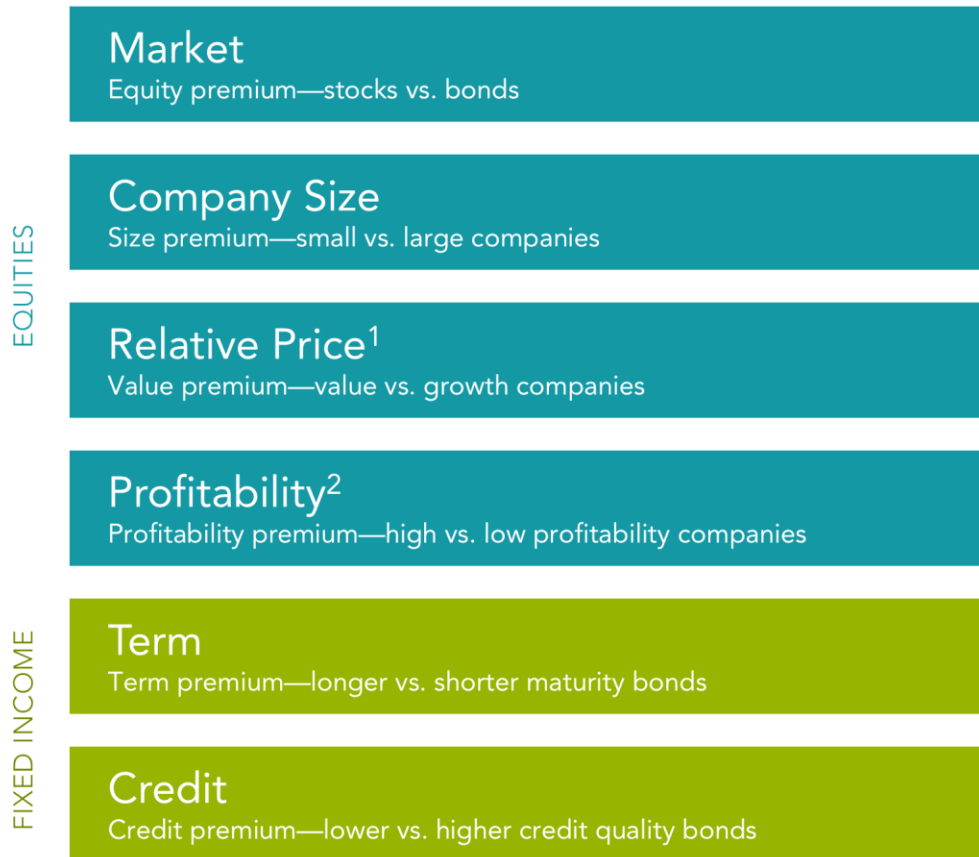 EQUITIES
Market
Equity premium—stocks vs. bonds
Company Size
Size premium—small vs. large companies
Relative Price¹
Value premium—value vs. growth companies
Profitability²
Profitability premium—high vs. low profitability companies
FIXED INCOME
Term
Term premium—longer vs. shorter maturity bonds
Credit
Credit premium—lower vs. higher credit quality bonds